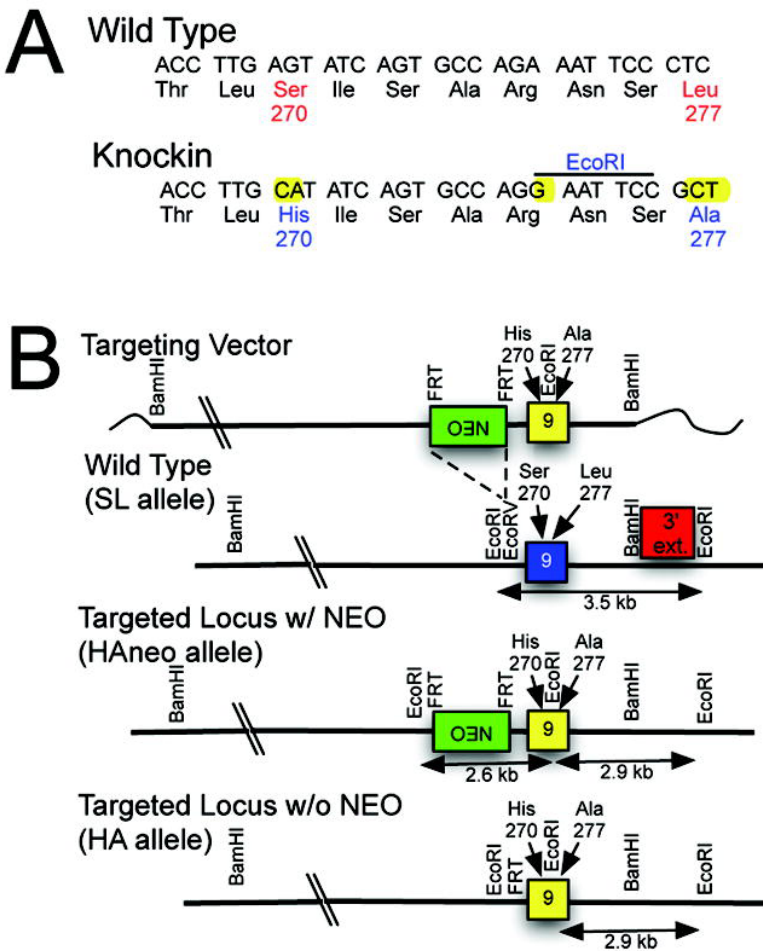 A
Wild Type
ACC TTG AGT ATC AGT GCC AGA AAT TCC CTC
Thr Leu Ser Ile Ser Ala Arg Asn Ser Leu
270 277
Knockin
EcoRI
ACC TTG CAT ATC AGT GCC AGG AAT TCC GCT
Thr Leu His Ile Ser Ala Arg Asn Ser Ala
270 277
B
Targeting Vector
BamHI
FRT
NEO
FRT
His 270
EcoRI
Ala 277
9
BamHI
Wild Type
(SL allele)
BamHI
EcoRI
EcoRV
Ser 270
Leu 277
9
BamHI
3' ext.
EcoRI
3.5 kb
Targeted Locus w/ NEO
(HAneo allele)
BamHI
EcoRI
FRT
NEO
FRT
His 270
EcoRI
Ala 277
9
BamHI
EcoRI
2.6 kb
2.9 kb
Targeted Locus w/o NEO
(HA allele)
BamHI
EcoRI
FRT
His 270
EcoRI
Ala 277
9
BamHI
EcoRI
2.9 kb